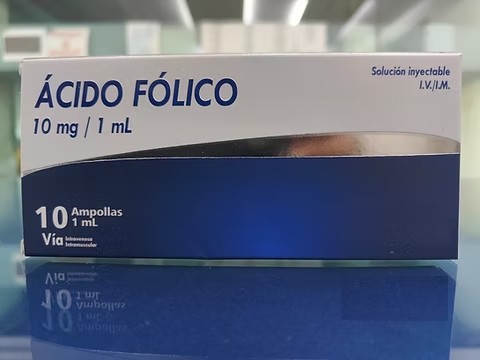 ÁCIDO FÓLICO
10 mg / 1 mL
Solución inyectable
I.V./I.M.
10 Ampollas
1 mL
Vía Intravenosa
Intramuscular